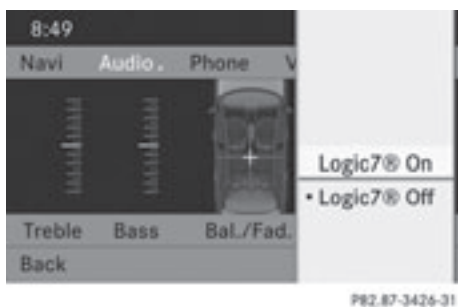 8:49
Navi Audio. Phone V
Logic7® On
• Logic7® Off
Treble Bass Bal./Fad.
Back
P82.87-3426-31